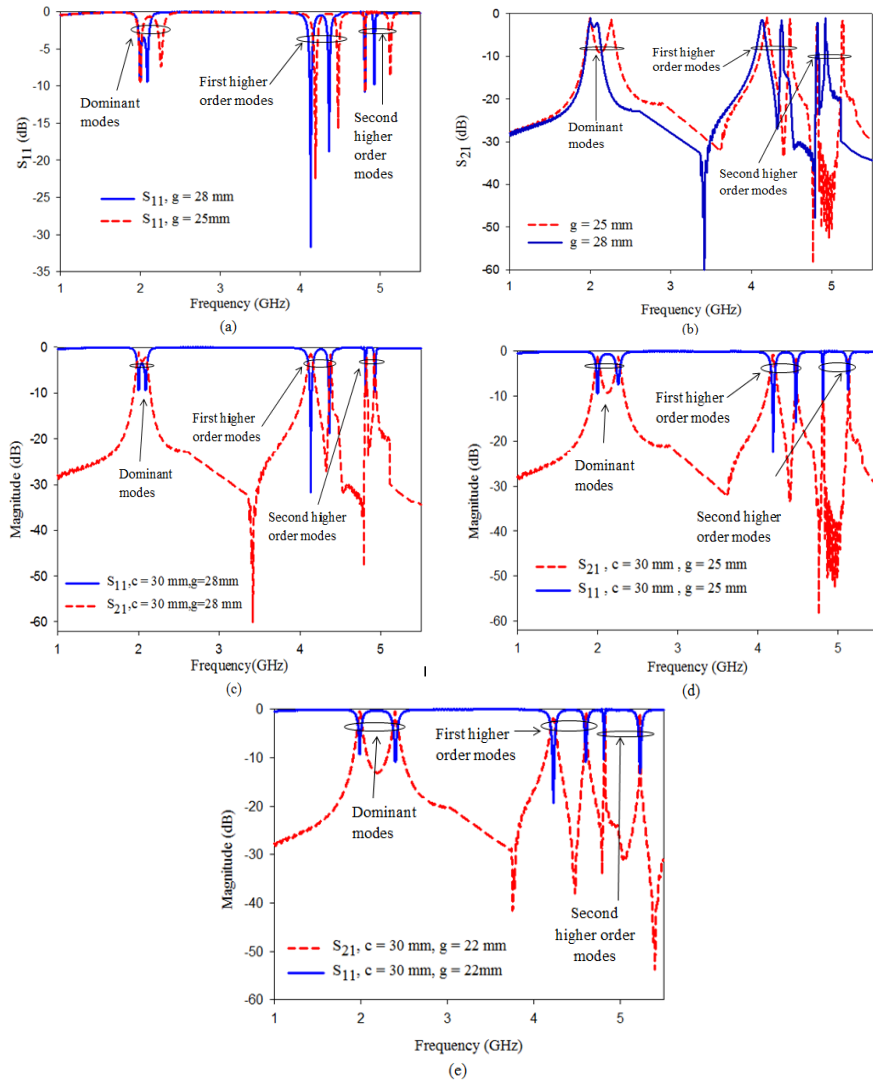 0
-5
-10
-15
-20
-25
-30
-35
S11 (dB)
Dominant
modes
First higher
order modes
Second
higher
order
modes
S11, g = 28 mm
S11, g = 25mm
1 2 3 4 5
Frequency (GHz)
(a)
0
-10
-20
-30
-40
-50
-60
S21 (dB)
Dominant
modes
First higher
order modes
Second higher
order modes
g = 25 mm
g = 28 mm
1 2 3 4 5
Frequency (GHz)
(b)
0
-10
-20
-30
-40
-50
-60
Magnitude (dB)
Dominant
modes
First higher
order modes
Second higher
order modes
S11,c = 30 mm,g=28mm
S21,c = 30 mm,g=28 mm
1 2 3 4 5
Frequency(GHz)
(c)
0
-10
-20
-30
-40
-50
-60
Magnitude (dB)
Dominant
modes
First higher
order modes
Second higher
order modes
S21, c = 30 mm , g = 25 mm
S11, c = 30 mm , g = 25 mm
1 2 3 4 5
Frequency (GHz)
(d)
0
-10
-20
-30
-40
-50
-60
Magnitude (dB)
Dominant
modes
First higher
order modes
Second
higher order
modes
S21, c = 30 mm, g = 22 mm
S11, c = 30 mm, g = 22mm
1 2 3 4 5
Frequency (GHz)
(e)